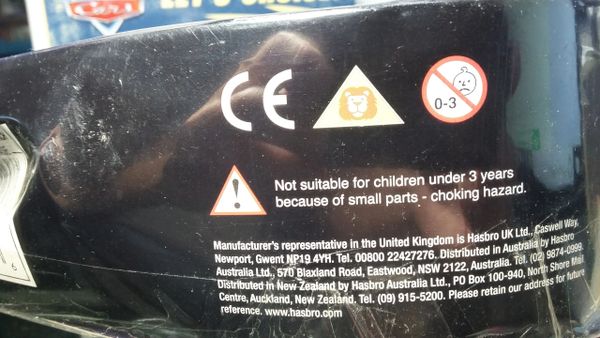 Cars
CE
0-3
Not suitable for children under 3 years
because of small parts - choking hazard.
Manufacturer's representative in the United Kingdom is Hasbro UK Ltd., Caswell Way,
Newport, Gwent NP19 4YH. Tel. 00800 22427276. Distributed in Australia by Hasbro
Australia Ltd., 570 Blaxland Road, Eastwood, NSW 2122, Australia. Tel. (02) 9874-0999.
Distributed in New Zealand by Hasbro Australia Ltd., PO Box 100-940, North Shore Mail
Centre, Auckland, New Zealand. Tel. (09) 915-5200. Please retain our address for future
reference. www.hasbro.com